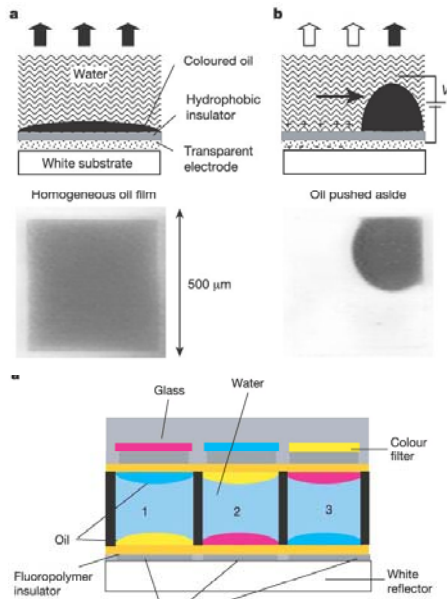 a
b
Water
Coloured oil
Hydrophobic
insulator
Transparent
electrode
White substrate
V
Homogeneous oil film
Oil pushed aside
500 µm
Glass
Water
Colour
filter
1
2
3
Oil
Fluoropolymer
insulator
White
reflector